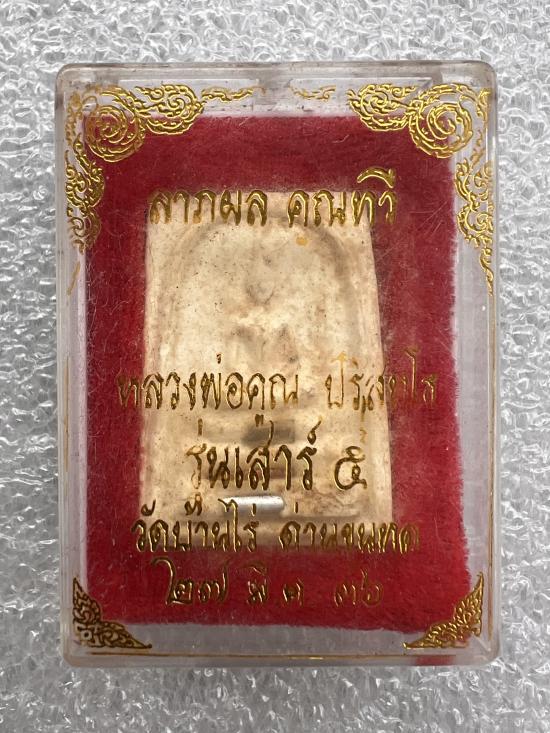 ลาภผล คูณทวี
หลวงพ่อคูณ ปริสุทโธ
รุ่นเสาร์ ๕
วัดบ้านไร่ ด่านขุนทด
๒๗ มี ค ๓๖